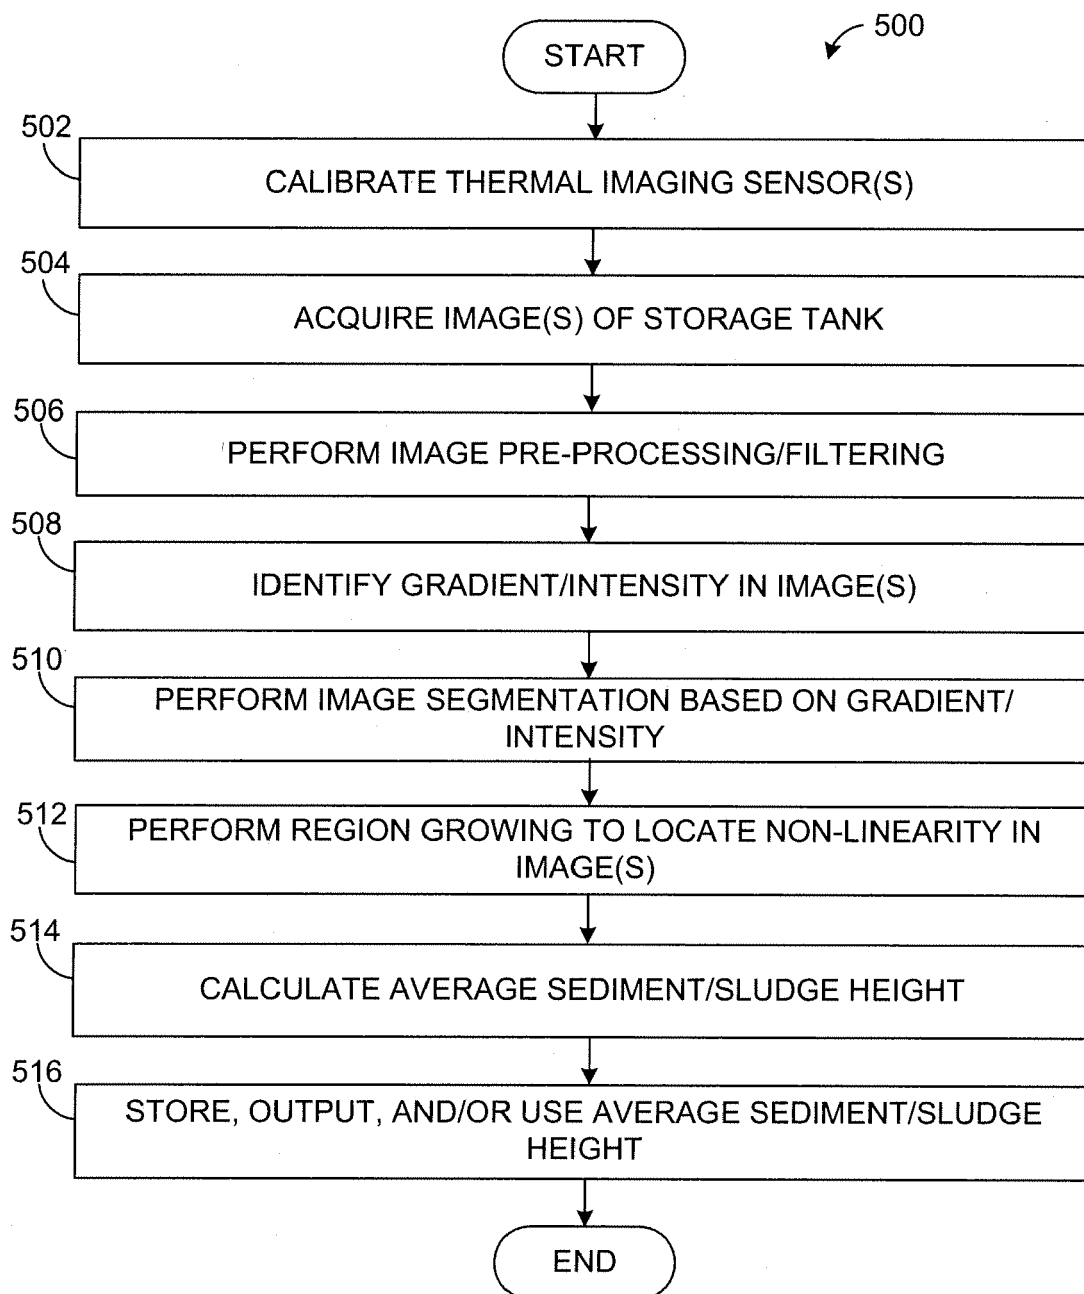 500
START
502
CALIBRATE THERMAL IMAGING SENSOR(S)
504
ACQUIRE IMAGE(S) OF STORAGE TANK
506
PERFORM IMAGE PRE-PROCESSING/FILTERING
508
IDENTIFY GRADIENT/INTENSITY IN IMAGE(S)
510
PERFORM IMAGE SEGMENTATION BASED ON GRADIENT/
INTENSITY
512
PERFORM REGION GROWING TO LOCATE NON-LINEARITY IN
IMAGE(S)
514
CALCULATE AVERAGE SEDIMENT/SLUDGE HEIGHT
516
STORE, OUTPUT, AND/OR USE AVERAGE SEDIMENT/SLUDGE
HEIGHT
END